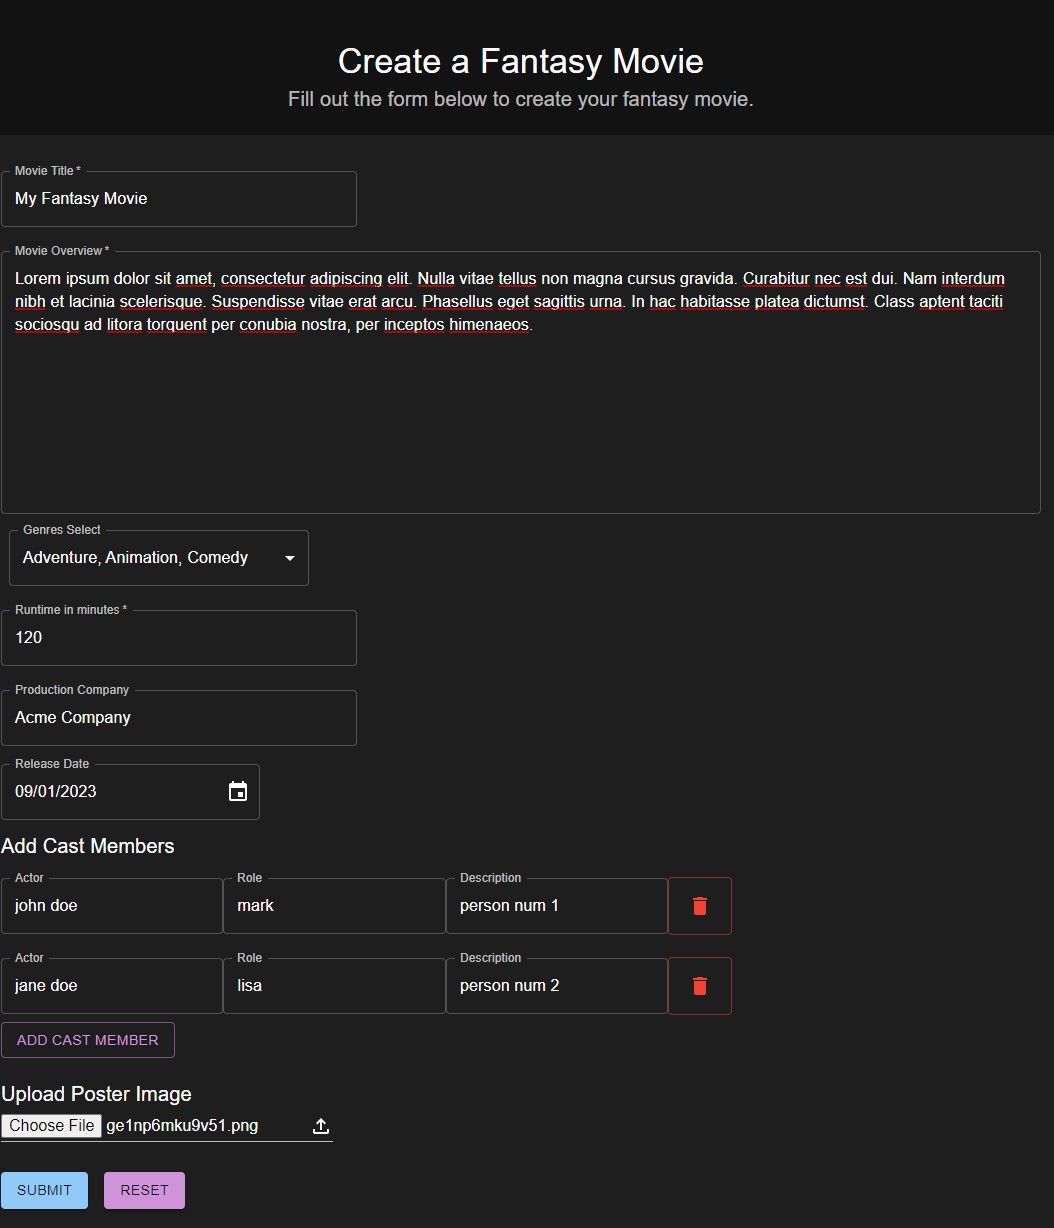 Create a Fantasy Movie
Fill out the form below to create your fantasy movie.
Movie Title *
My Fantasy Movie
Movie Overview *
Lorem ipsum dolor sit amet, consectetur adipiscing elit. Nulla vitae tellus non magna cursus gravida. Curabitur nec est dui. Nam interdum
nibh et lacinia scelerisque. Suspendisse vitae erat arcu. Phasellus eget sagittis urna. In hac habitasse platea dictumst. Class aptent taciti
sociosqu ad litora torquent per conubia nostra, per inceptos himenaeos.
Genres Select
Adventure, Animation, Comedy
Runtime in minutes *
120
Production Company
Acme Company
Release Date
09/01/2023
Add Cast Members
Actor Role Description
john doe mark person num 1
Actor Role Description
jane doe lisa person num 2
ADD CAST MEMBER
Upload Poster Image
Choose File ge1np6mku9v51.png
SUBMIT RESET